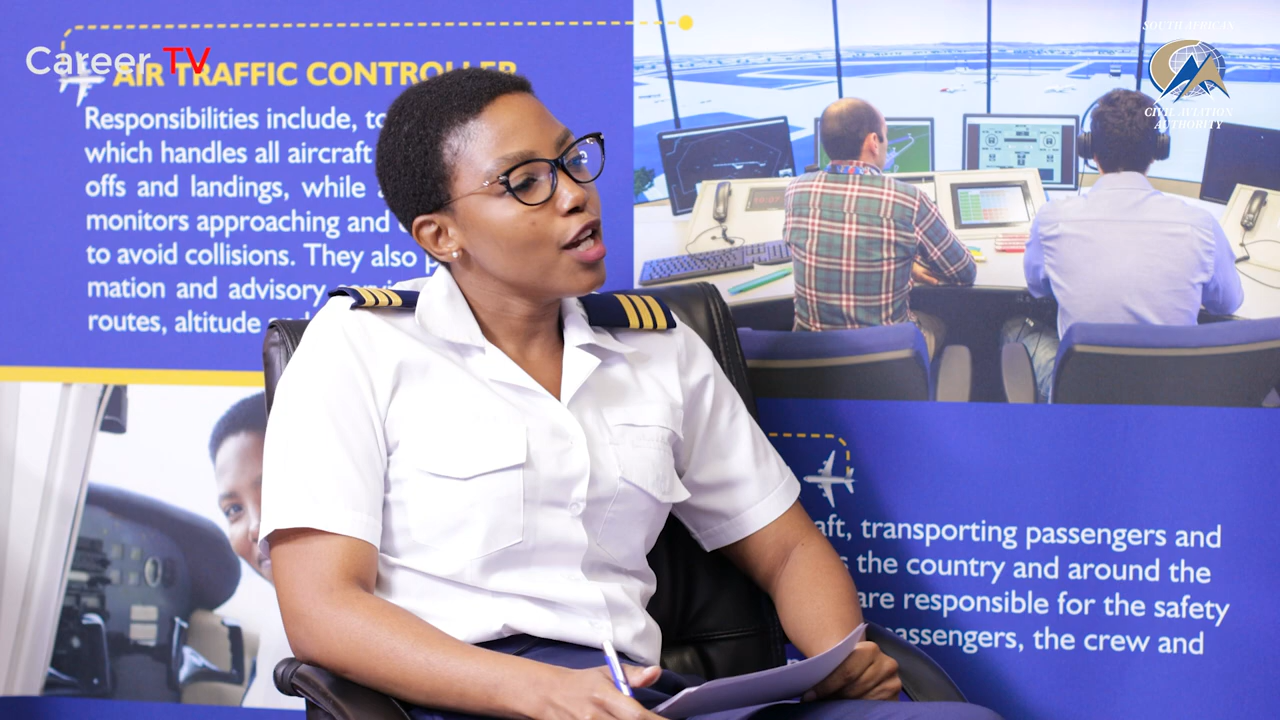 Career TV
AIR TRAFFIC CONTROLLER
Responsibilities include, to
which handles all aircraft
offs and landings, while
monitors approaching and
to avoid collisions. They also
mation and advisory
routes, altitude
SOUTH AFRICAN
CIVIL AVIATION
AUTHORITY
aft, transporting passengers and
the country and around the
are responsible for the safety
assengers, the crew and